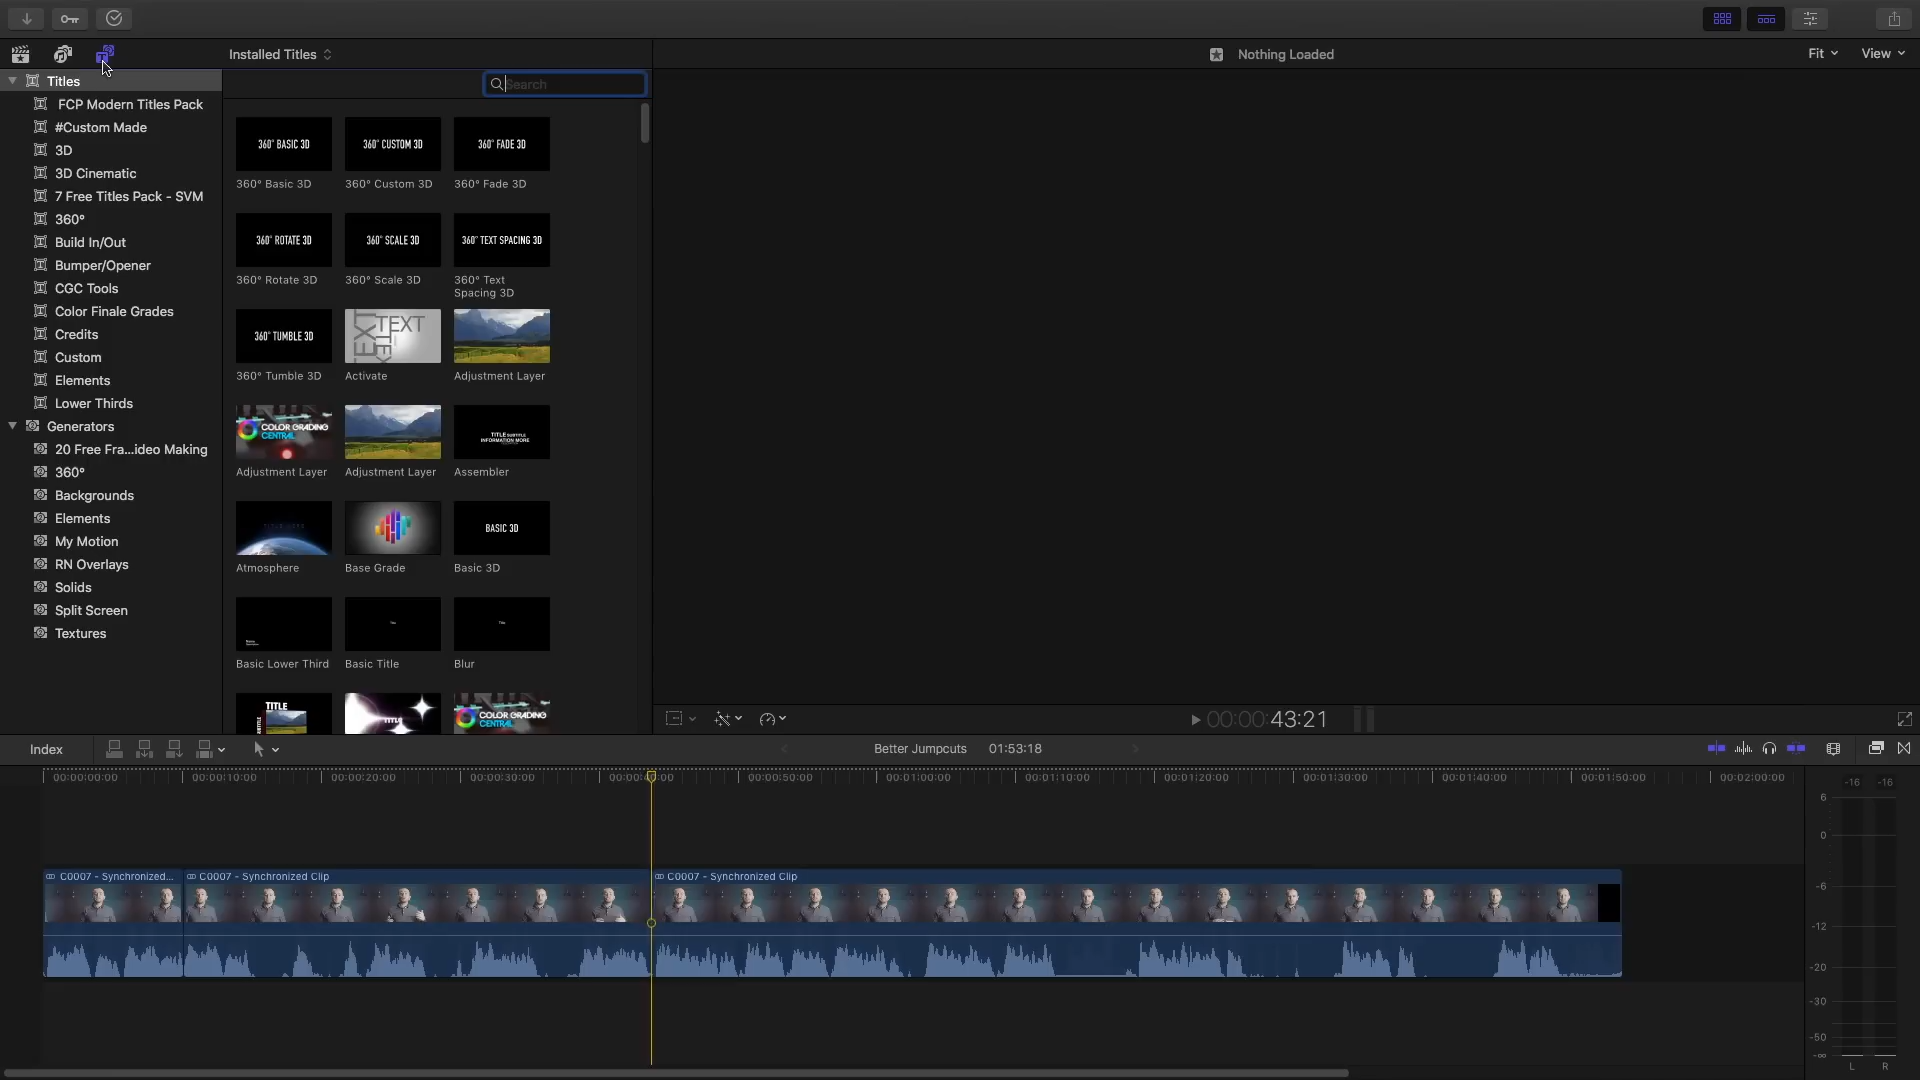 Installed Titles
Nothing Loaded
Fit
View
Titles
Search
FCP Modern Titles Pack
#Custom Made
3D
3D Cinematic
7 Free Titles Pack - SVM
360°
Build In/Out
Bumper/Opener
CGC Tools
Color Finale Grades
Credits
Custom
Elements
Lower Thirds
Generators
20 Free Fra...ideo Making
360°
Backgrounds
Elements
My Motion
RN Overlays
Solids
Split Screen
Textures
360° BASIC 3D
360° CUSTOM 3D
360° FADE 3D
360° Basic 3D
360° Custom 3D
360° Fade 3D
360° ROTATE 3D
360° SCALE 3D
360° TEXT SPACING 3D
360° Rotate 3D
360° Scale 3D
360° Text
Spacing 3D
360° TUMBLE 3D
TEXT
360° Tumble 3D
Activate
Adjustment Layer
COLOR GRADING
CENTRAL
TITLE SUBTITLE
INFORMATION MORE
Adjustment Layer
Adjustment Layer
Assembler
TITLE HERE
BASIC 3D
Atmosphere
Base Grade
Basic 3D
Title
Title
Basic Lower Third
Basic Title
Blur
TITLE
SUBTITLE
TITLE
COLOR GRADING
CENTRAL
00:00:43:21
Index
Better Jumpcuts
01:53:18
00:00:00:00
00:00:10:00
00:00:20:00
00:00:30:00
00:00:50:00
00:01:00:00
00:01:10:00
00:01:20:00
00:01:30:00
00:01:40:00
00:01:50:00
00:02:00:00
C0007 - Synchronized...
C0007 - Synchronized Clip
C0007 - Synchronized Clip
-16
-16
6
0
-6
-12
-20
-30
-50
-∞
L
R